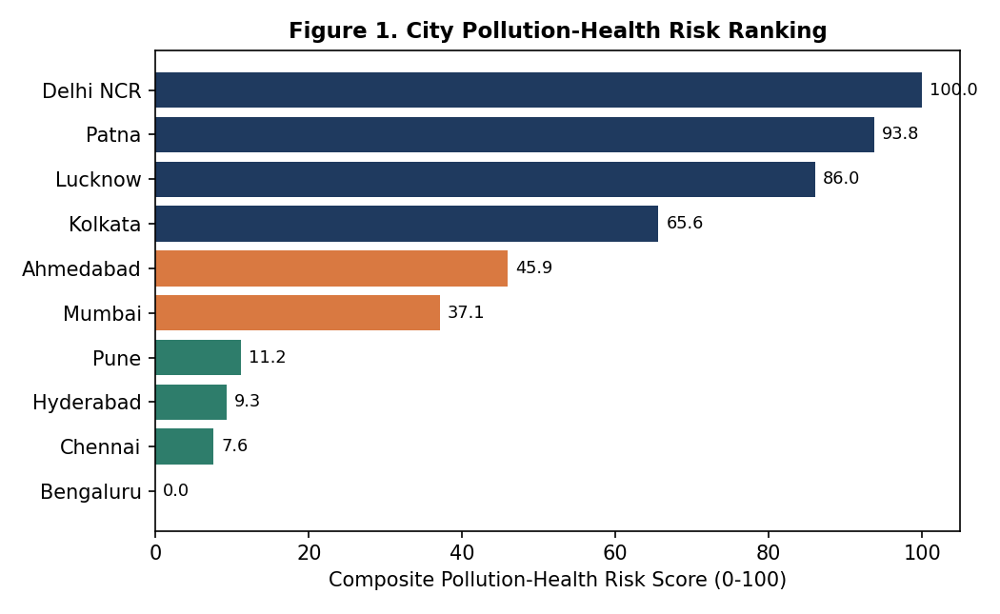 Figure 1. City Pollution-Health Risk Ranking
Delhi NCR 100.0
Patna 93.8
Lucknow 86.0
Kolkata 65.6
Ahmedabad 45.9
Mumbai 37.1
Pune 11.2
Hyderabad 9.3
Chennai 7.6
Bengaluru 0.0
0 20 40 60 80 100
Composite Pollution-Health Risk Score (0-100)